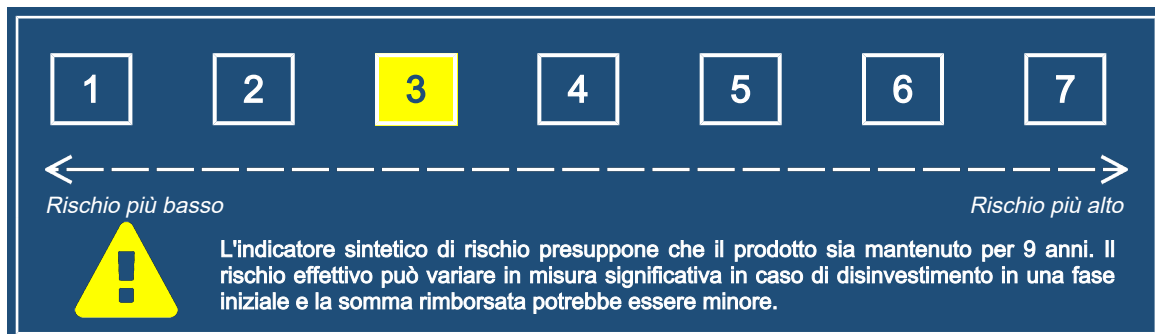 1 2 3 4 5 6 7
Rischio più basso Rischio più alto
L'indicatore sintetico di rischio presuppone che il prodotto sia mantenuto per 9 anni. Il
rischio effettivo può variare in misura significativa in caso di disinvestimento in una fase
iniziale e la somma rimborsata potrebbe essere minore.